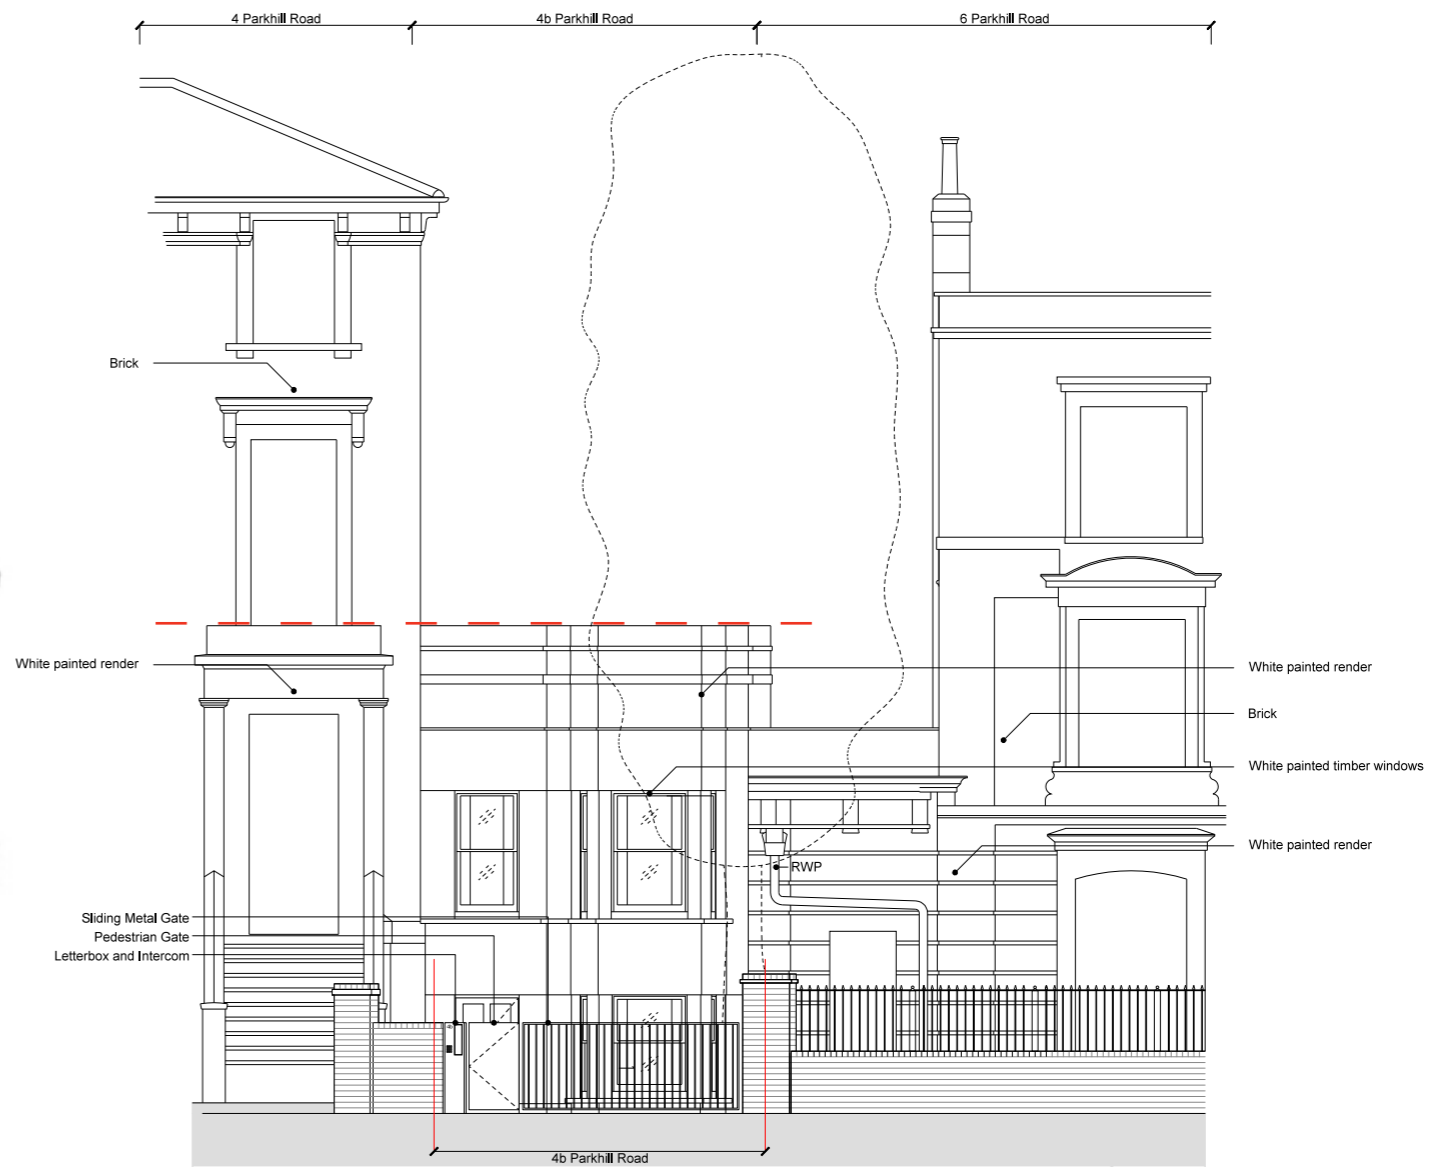 4 Parkhill Road
4b Parkhill Road
6 Parkhill Road
Brick
White painted render
White painted render
Brick
White painted timber windows
White painted render
RWP
Sliding Metal Gate
Pedestrian Gate
Letterbox and Intercom
4b Parkhill Road